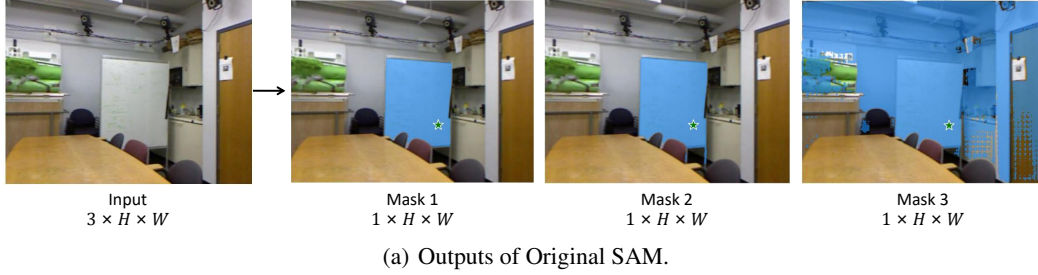 Input
3 × H × W
Mask 1
1 × H × W
Mask 2
1 × H × W
Mask 3
1 × H × W
(a) Outputs of Original SAM.